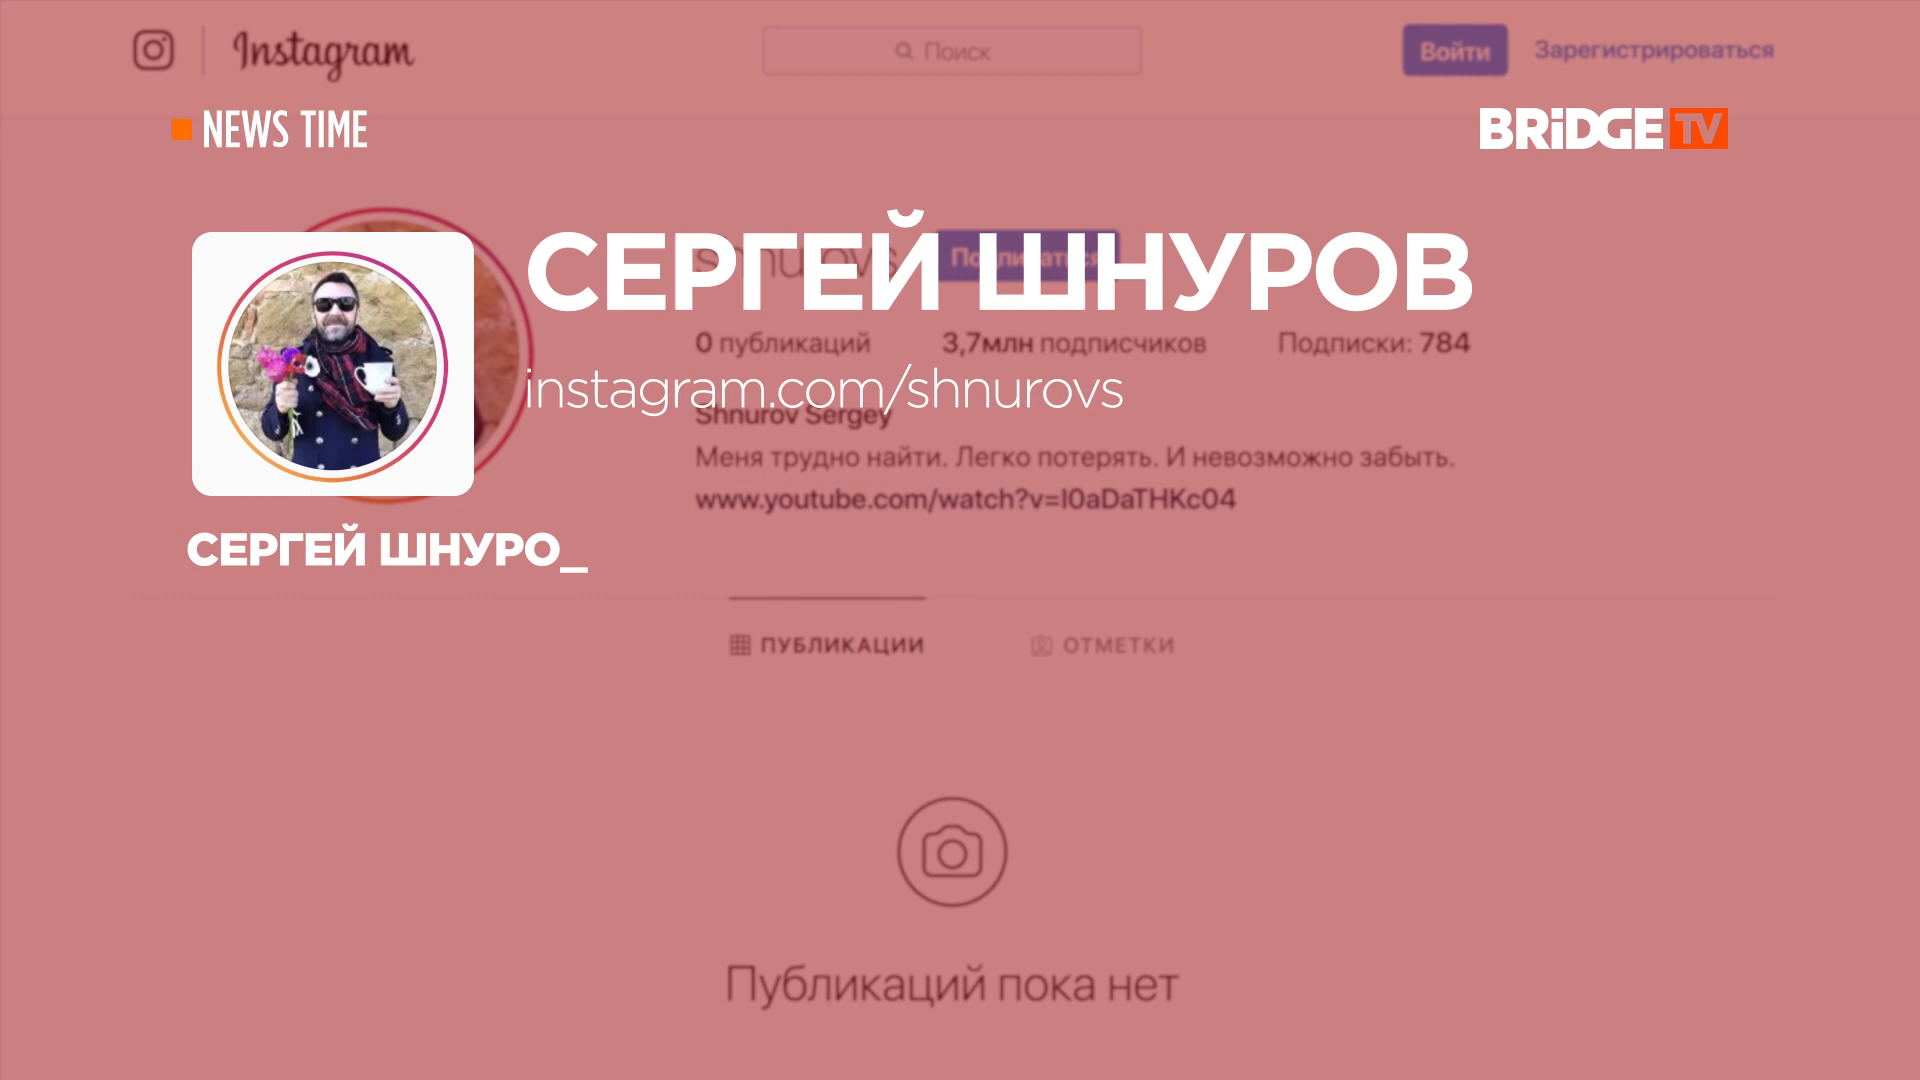 Instagram
Поиск
Войти
Зарегистрироваться
NEWS TIME
BRiDGE TV
СЕРГЕЙ ШНУРОВ
shnurovs
Подписаться
0 публикаций 3,7млн подписчиков Подписки: 784
instagram.com/shnurovs
Shnurov Sergey
Меня трудно найти. Легко потерять. И невозможно забыть.
www.youtube.com/watch?v=I0aDaTHKc04
СЕРГЕЙ ШНУРО_
ПУБЛИКАЦИИ
ОТМЕТКИ
Публикаций пока нет